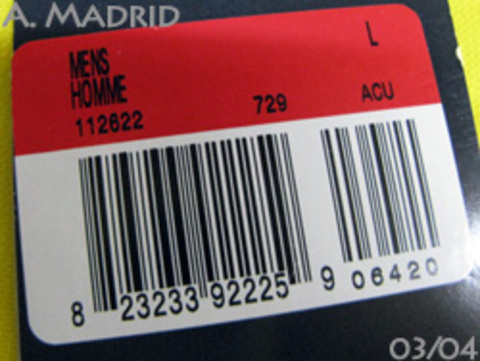 A. MADRID
L
MENS
HOMME
112622 729 ACU
8 23233 92225 9 06420
03/04